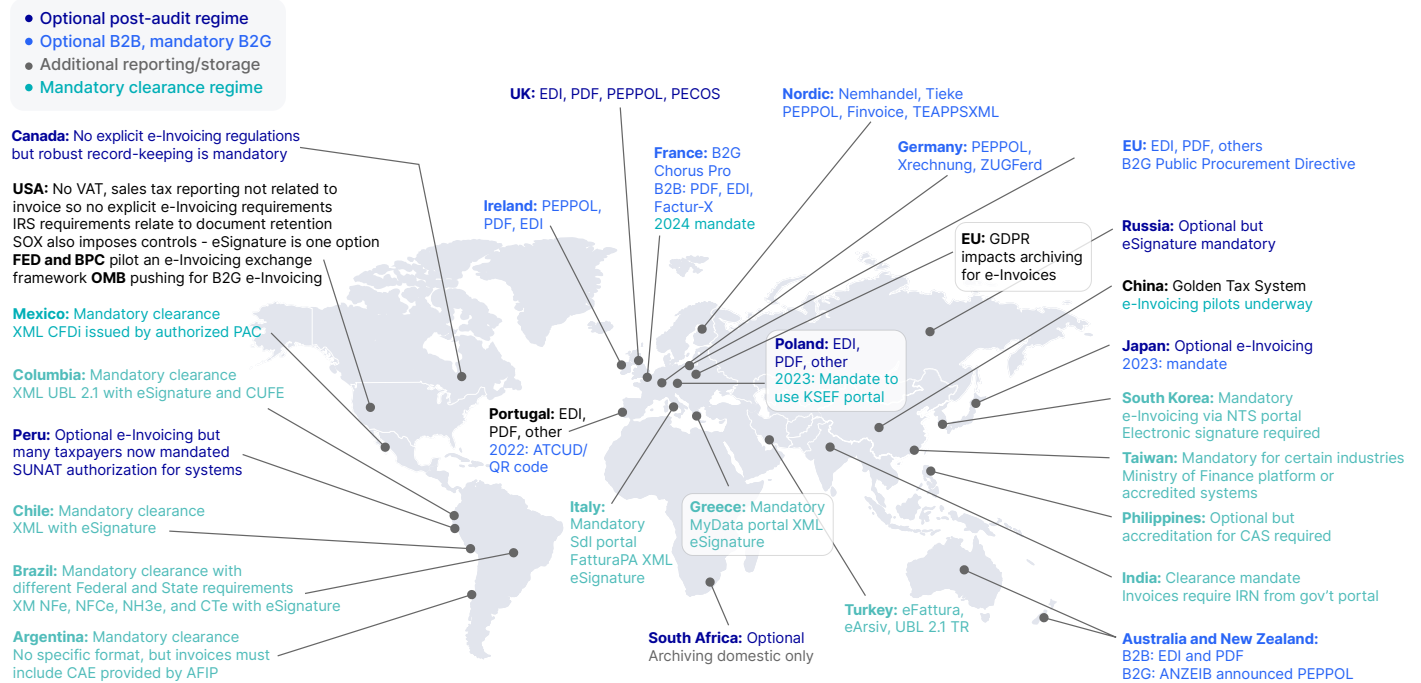 Optional post-audit regime
Optional B2B, mandatory B2G
Additional reporting/storage
Mandatory clearance regime
Canada: No explicit e-Invoicing regulations
but robust record-keeping is mandatory
USA: No VAT, sales tax reporting not related to
invoice so no explicit e-Invoicing requirements
IRS requirements relate to document retention
SOX also imposes controls - eSignature is one option
FED and BPC pilot an e-Invoicing exchange
framework OMB pushing for B2G e-Invoicing
Mexico: Mandatory clearance
XML CFDi issued by authorized PAC
Columbia: Mandatory clearance
XML UBL 2.1 with eSignature and CUFE
Peru: Optional e-Invoicing but
many taxpayers now mandated
SUNAT authorization for systems
Chile: Mandatory clearance
XML with eSignature
Brazil: Mandatory clearance with
different Federal and State requirements
XM NFe, NFCe, NH3e, and CTe with eSignature
Argentina: Mandatory clearance
No specific format, but invoices must
include CAE provided by AFIP
UK: EDI, PDF, PEPPOL, PECOS
Ireland: PEPPOL,
PDF, EDI
France: B2G
Chorus Pro
B2B: PDF, EDI,
Factur-X
2024 mandate
Nordic: Nemhandel, Tieke
PEPPOL, Finvoice, TEAPPSXML
Germany: PEPPOL,
Xrechnung, ZUGFerd
EU: GDPR
impacts archiving
for e-Invoices
Poland: EDI,
PDF, other
2023: Mandate to
use KSEF portal
Portugal: EDI,
PDF, other
2022: ATCUD/
QR code
Italy:
Mandatory
SdI portal
FatturaPA XML
eSignature
Greece: Mandatory
MyData portal XML
eSignature
South Africa: Optional
Archiving domestic only
Turkey: eFattura,
eArsiv, UBL 2.1 TR
EU: EDI, PDF, others
B2G Public Procurement Directive
Russia: Optional but
eSignature mandatory
China: Golden Tax System
e-Invoicing pilots underway
Japan: Optional e-Invoicing
2023: mandate
South Korea: Mandatory
e-Invoicing via NTS portal
Electronic signature required
Taiwan: Mandatory for certain industries
Ministry of Finance platform or
accredited systems
Philippines: Optional but
accreditation for CAS required
India: Clearance mandate
Invoices require IRN from gov't portal
Australia and New Zealand:
B2B: EDI and PDF
B2G: ANZEIB announced PEPPOL